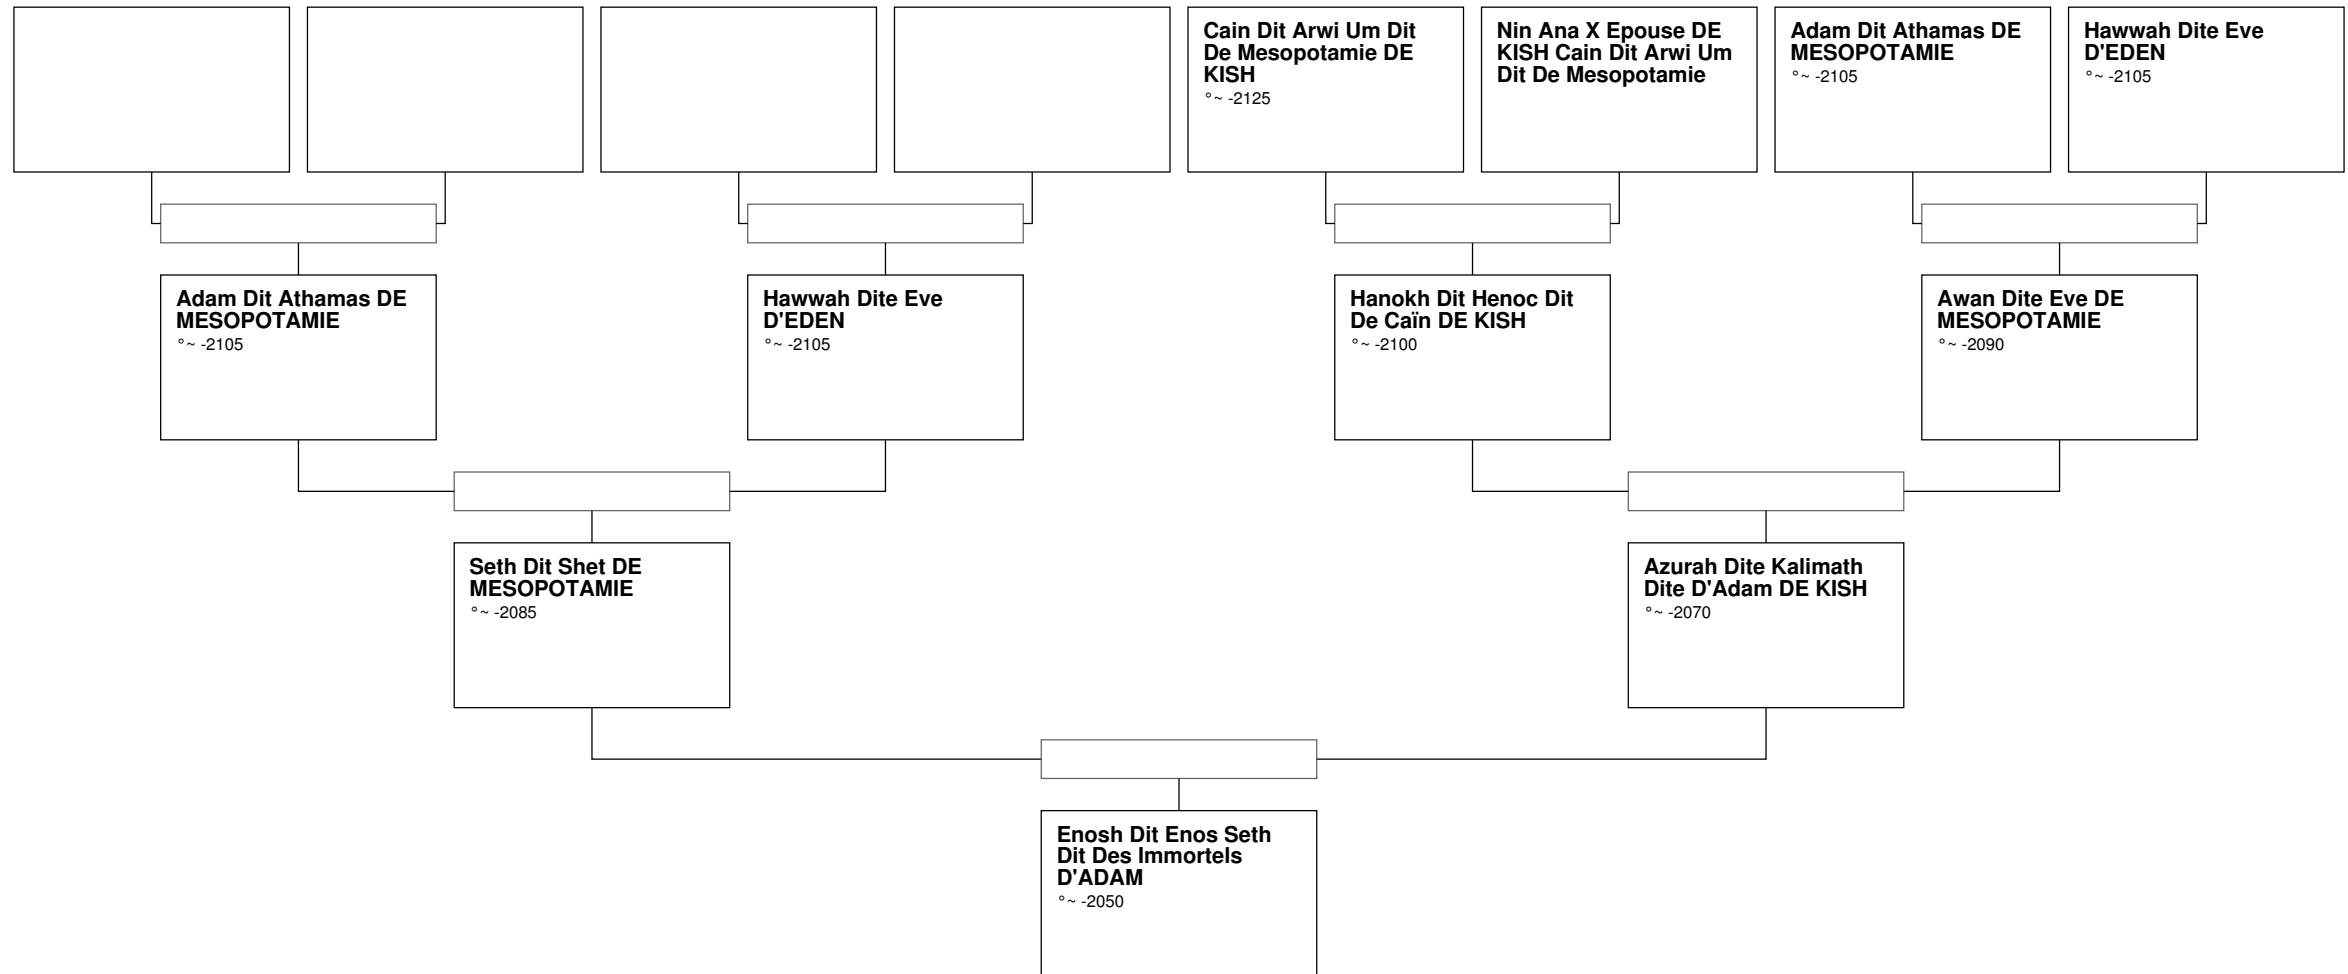 Cain Dit Arwi Um Dit
De Mesopotamie DE
KISH
°~ -2125
Nin Ana X Epouse DE
KISH Cain Dit Arwi Um
Dit De Mesopotamie
Adam Dit Athamas DE
MESOPOTAMIE
°~ -2105
Hawwah Dite Eve
D'EDEN
°~ -2105
Adam Dit Athamas DE
MESOPOTAMIE
°~ -2105
Hawwah Dite Eve
D'EDEN
°~ -2105
Hanokh Dit Henoc Dit
De Caïn DE KISH
°~ -2100
Awan Dite Eve DE
MESOPOTAMIE
°~ -2090
Seth Dit Shet DE
MESOPOTAMIE
°~ -2085
Azurah Dite Kalimath
Dite D'Adam DE KISH
°~ -2070
Enosh Dit Enos Seth
Dit Des Immortels
D'ADAM
°~ -2050